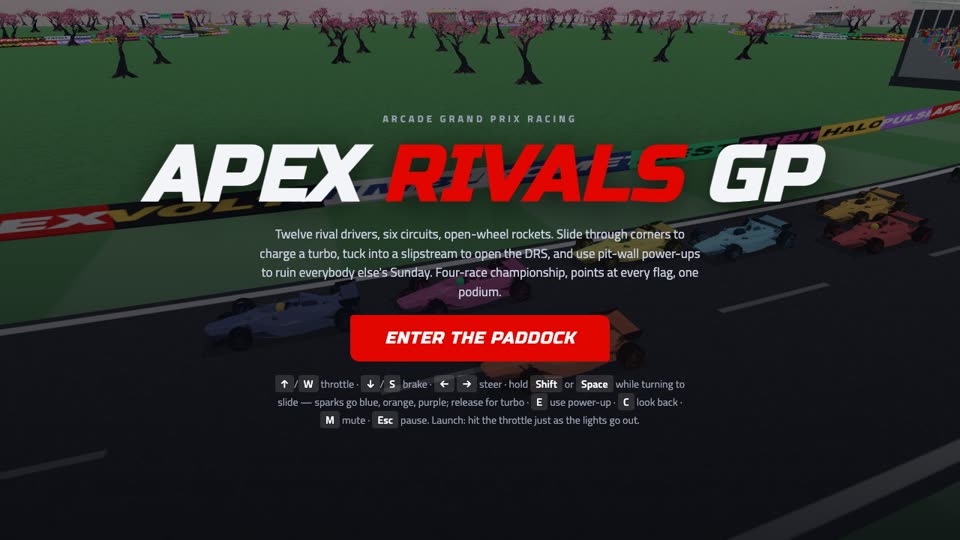 ARCADE GRAND PRIX RACING
APEX RIVALS GP
Twelve rival drivers, six circuits, open-wheel rockets. Slide through corners to
charge a turbo, tuck into a slipstream to open the DRS, and use pit-wall power-ups
to ruin everybody else's Sunday. Four-race championship, points at every flag, one
podium.
ENTER THE PADDOCK
↑ / W throttle · ↓ / S brake · ← → steer · hold Shift or Space while turning to
slide — sparks go blue, orange, purple; release for turbo · E use power-up · C look back ·
M mute · Esc pause. Launch: hit the throttle just as the lights go out.
HALO